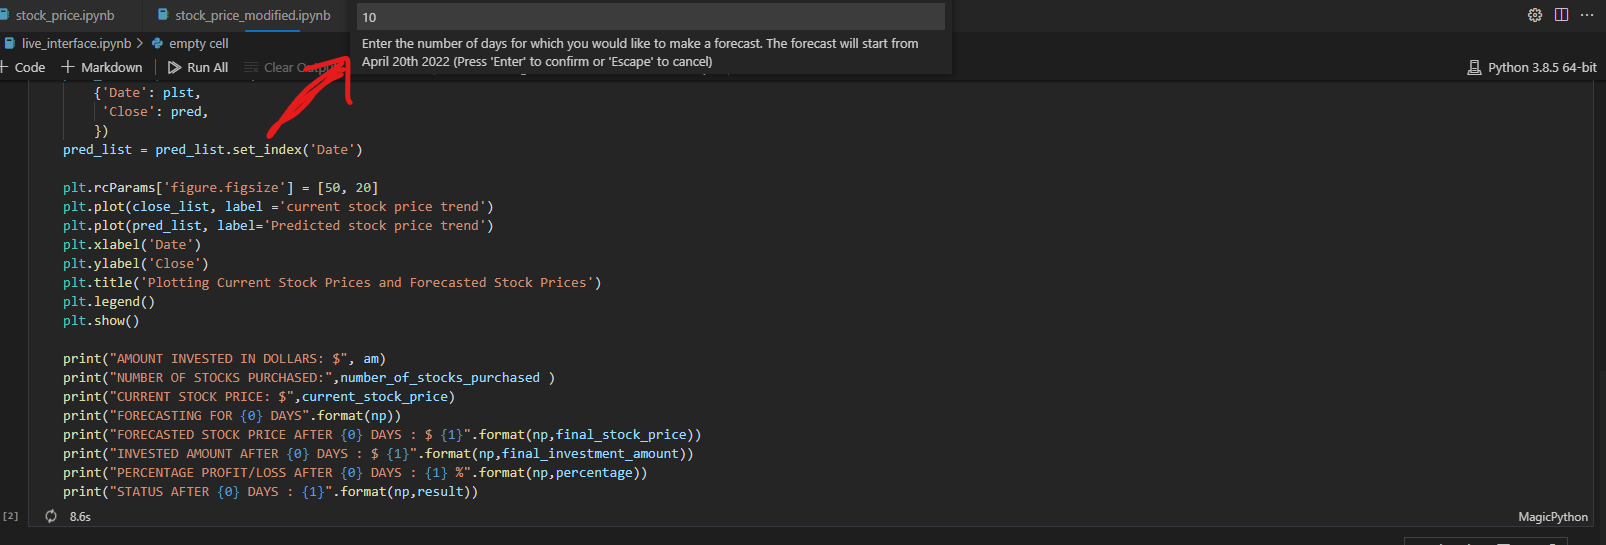 stock_price.ipynb
stock_price_modified.ipynb
10
live_interface.ipynb > empty cell
Enter the number of days for which you would like to make a forecast. The forecast will start from
April 20th 2022 (Press 'Enter' to confirm or 'Escape' to cancel)
+ Code + Markdown | Run All Clear Outpu
Python 3.8.5 64-bit
{'Date': plst,
'Close': pred,
})
pred_list = pred_list.set_index('Date')
plt.rcParams['figure.figsize'] = [50, 20]
plt.plot(close_list, label ='current stock price trend')
plt.plot(pred_list, label='Predicted stock price trend')
plt.xlabel('Date')
plt.ylabel('Close')
plt.title('Plotting Current Stock Prices and Forecasted Stock Prices')
plt.legend()
plt.show()
print("AMOUNT INVESTED IN DOLLARS: $", am)
print("NUMBER OF STOCKS PURCHASED:",number_of_stocks_purchased )
print("CURRENT STOCK PRICE: $",current_stock_price)
print("FORECASTING FOR {0} DAYS".format(np))
print("FORECASTED STOCK PRICE AFTER {0} DAYS : $ {1}".format(np,final_stock_price))
print("INVESTED AMOUNT AFTER {0} DAYS : $ {1}".format(np,final_investment_amount))
print("PERCENTAGE PROFIT/LOSS AFTER {0} DAYS : {1} %".format(np,percentage))
print("STATUS AFTER {0} DAYS : {1}".format(np,result))
[2] 8.6s
MagicPython